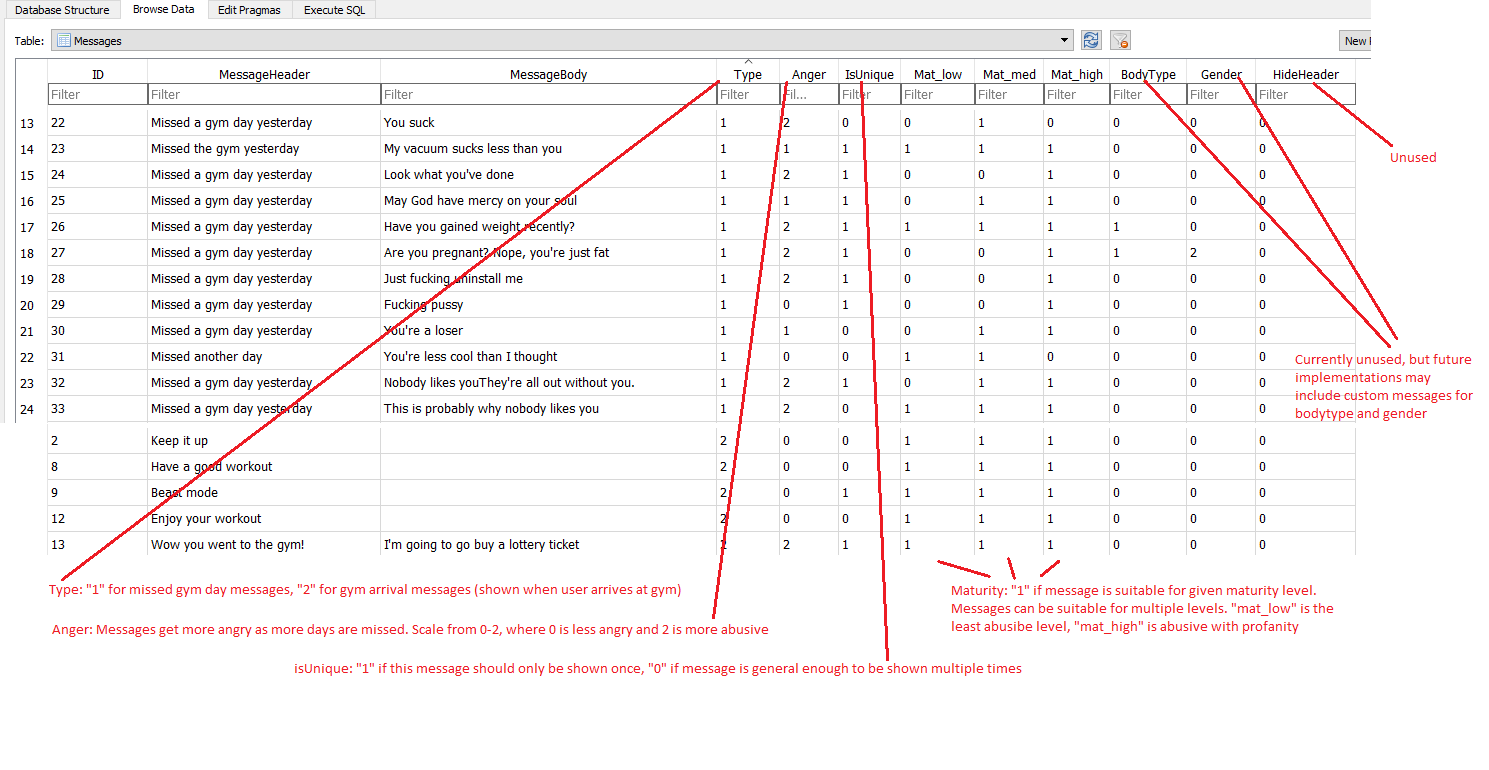 Database Structure Browse Data Edit Pragmas Execute SQL
Table: Messages New
ID MessageHeader MessageBody Type Anger IsUnique Mat_low Mat_med Mat_high BodyType Gender HideHeader
Filter Filter Filter Filter Fil... Filter Filter Filter Filter Filter Filter Filter
13 22 Missed a gym day yesterday You suck 1 2 0 0 1 0 0 0 0
14 23 Missed the gym yesterday My vacuum sucks less than you 1 1 1 1 1 1 0 0 0
15 24 Missed a gym day yesterday Look what you've done 1 2 1 0 0 1 0 0 0
16 25 Missed a gym day yesterday May God have mercy on your soul 1 1 1 0 1 1 0 0 0
17 26 Missed a gym day yesterday Have you gained weight recently? 1 2 1 1 1 1 1 0 0
18 27 Missed a gym day yesterday Are you pregnant? Nope, you're just fat 1 2 1 0 0 1 1 2 0
19 28 Missed a gym day yesterday Just fucking uninstall me 1 2 1 0 0 1 0 0 0
20 29 Missed a gym day yesterday Fucking pussy 1 0 1 0 0 1 0 0 0
21 30 Missed a gym day yesterday You're a loser 1 1 0 0 1 1 0 0 0
22 31 Missed another day You're less cool than I thought 1 0 0 1 1 0 0 0 0
23 32 Missed a gym day yesterday Nobody likes youThey're all out without you. 1 2 1 0 1 1 0 0 0
24 33 Missed a gym day yesterday This is probably why nobody likes you 1 2 0 1 1 1 0 0 0
2 Keep it up 2 0 0 1 1 1 0 0 0
8 Have a good workout 2 0 0 1 1 1 0 0 0
9 Beast mode 2 0 1 1 1 1 0 0 0
12 Enjoy your workout 2 0 0 1 1 1 0 0 0
13 Wow you went to the gym! I'm going to go buy a lottery ticket 2 1 1 1 1 0 0 0
Unused
Currently unused, but future
implementations may
include custom messages for
bodytype and gender
Type: "1" for missed gym day messages, "2" for gym arrival messages (shown when user arrives at gym)
Maturity: "1" if message is suitable for given maturity level.
Messages can be suitable for multiple levels. "mat_low" is the
least abusibe level, "mat_high" is abusive with profanity
Anger: Messages get more angry as more days are missed. Scale from 0-2, where 0 is less angry and 2 is more abusive
isUnique: "1" if this message should only be shown once, "0" if message is general enough to be shown multiple times